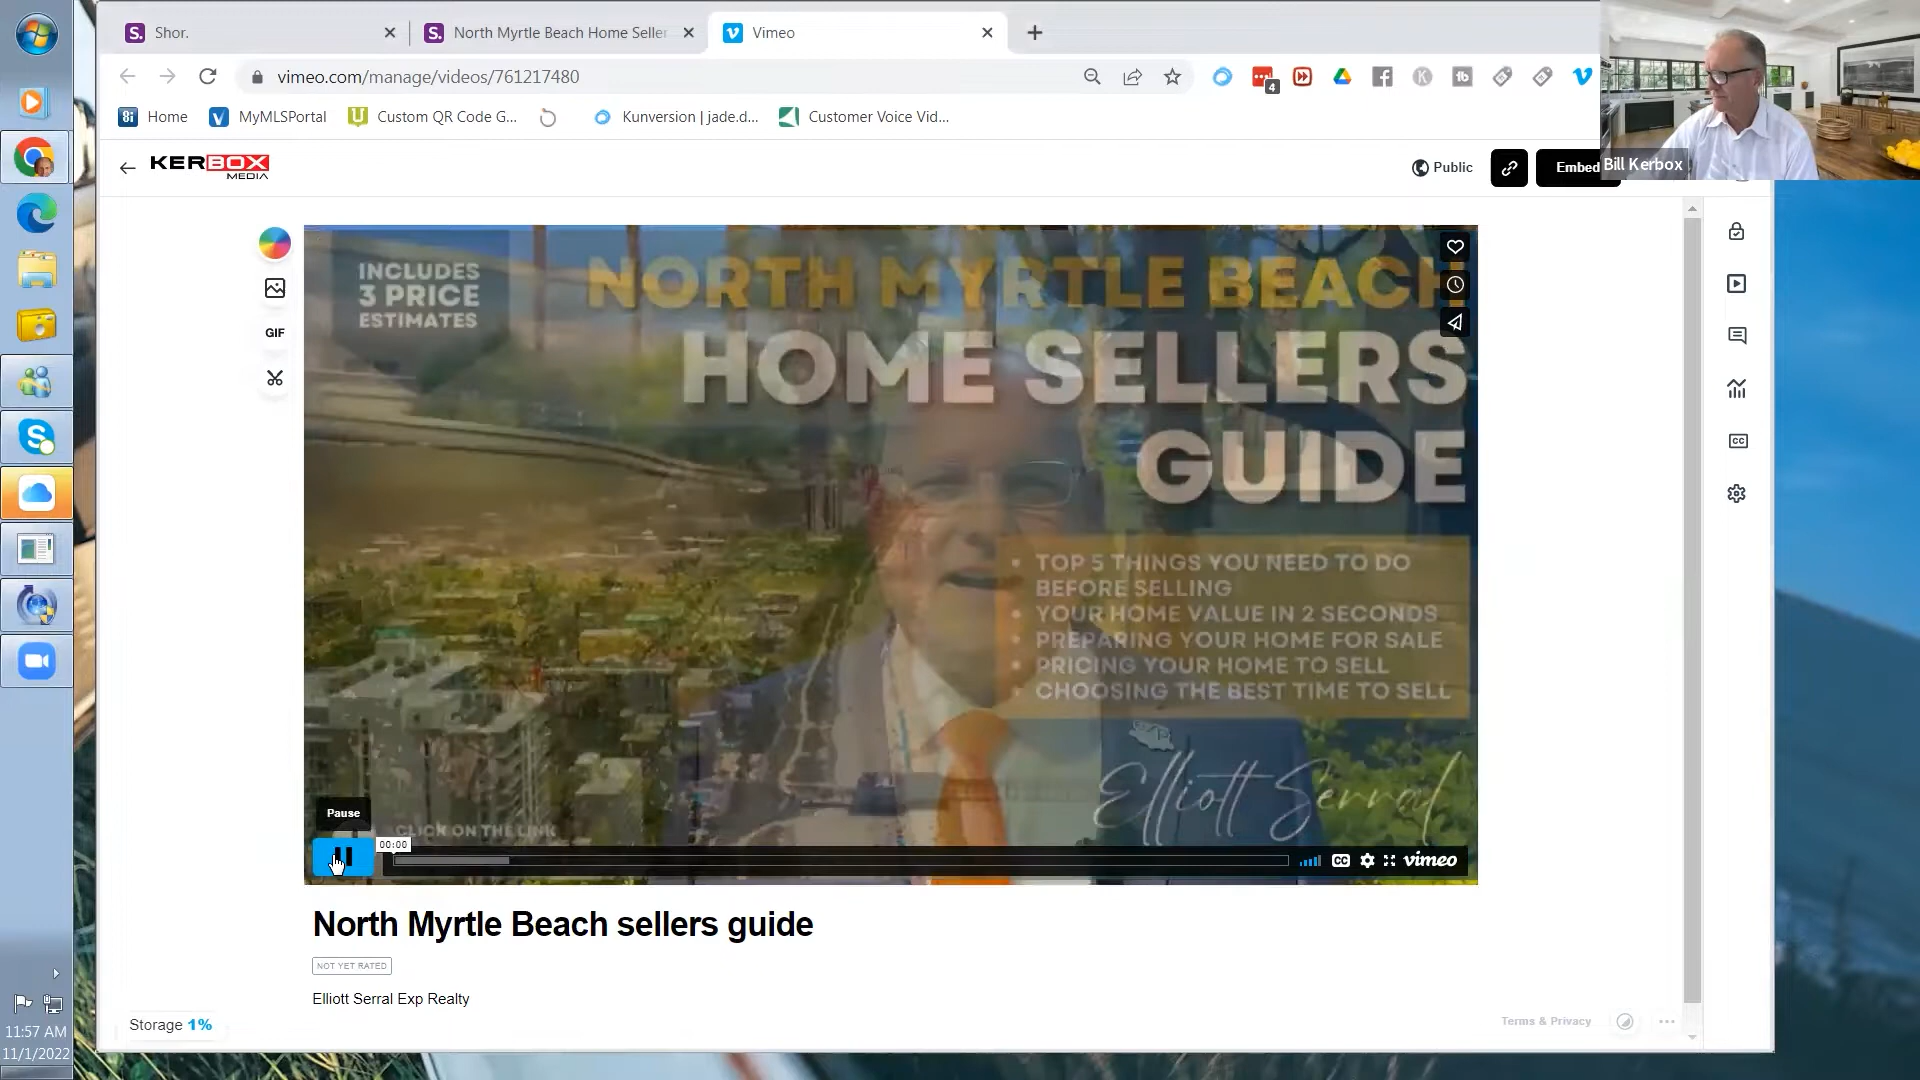 Shor.
North Myrtle Beach Home Seller
Vimeo
vimeo.com/manage/videos/761217480
4
Home
MyMLSPortal
Custom QR Code G...
Kunversion | jade.d...
Customer Voice Vid...
KERBOX
MEDIA
Public
Embed
Bill Kerbox
INCLUDES
3 PRICE
ESTIMATES
NORTH MYRTLE BEACH
HOME SELLERS
GUIDE
GIF
• TOP 5 THINGS YOU NEED TO DO
BEFORE SELLING
• YOUR HOME VALUE IN 2 SECONDS
• PREPARING YOUR HOME FOR SALE
• PRICING YOUR HOME TO SELL
• CHOOSING THE BEST TIME TO SELL
exp
Elliott Serral
Pause
CLICK ON THE LINK
00:00
CC
vimeo
North Myrtle Beach sellers guide
NOT YET RATED
Elliott Serral Exp Realty
Storage 1%
Terms & Privacy
11:57 AM
11/1/2022